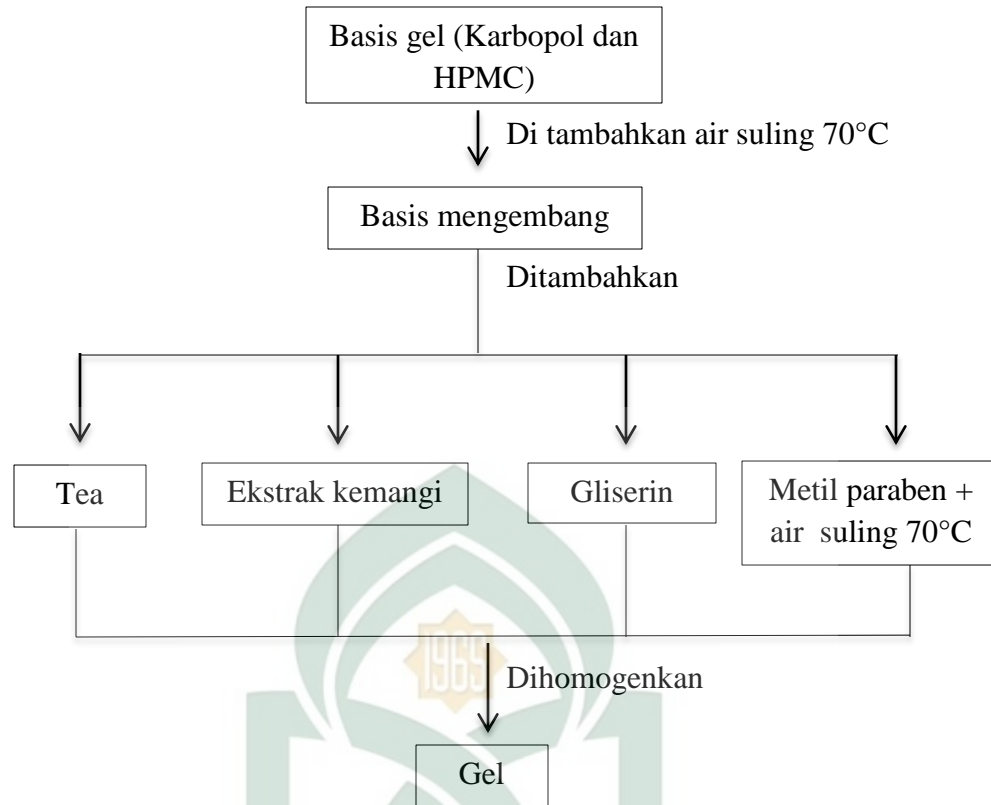 Basis gel (Karbopol dan
HPMC)
Di tambahkan air suling 70°C
Basis mengembang
Ditambahkan
Tea
Ekstrak kemangi
Gliserin
Metil paraben +
air suling 70°C
1965
Dihomogenkan
Gel